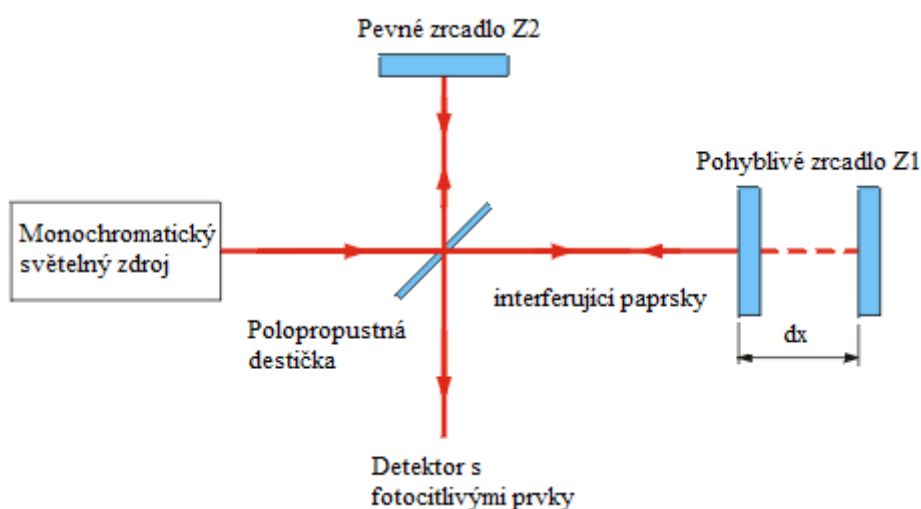 Pevné zrcadlo Z2
Pohyblivé zrcadlo Z1
Monochromatický
světelný zdroj
interferující paprsky
Polopropustná
destička
dx
Detektor s
fotocitlivými prvky